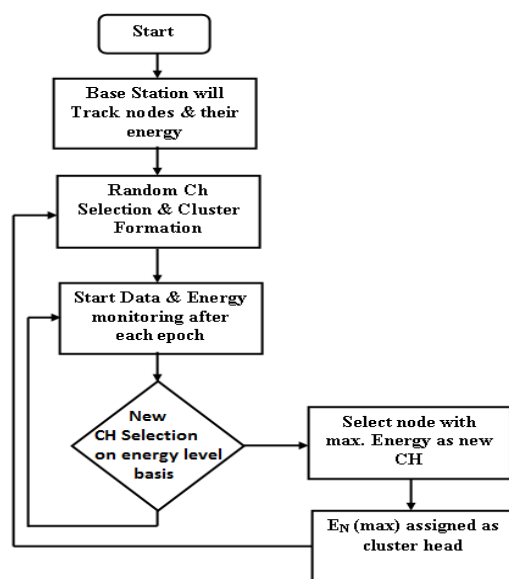 Start
Base Station will
Track nodes & their
energy
Random Ch
Selection & Cluster
Formation
Start Data & Energy
monitoring after
each epoch
New
CH Selection
on energy level
basis
Select node with
max. Energy as new
CH
EN (max) assigned as
cluster head